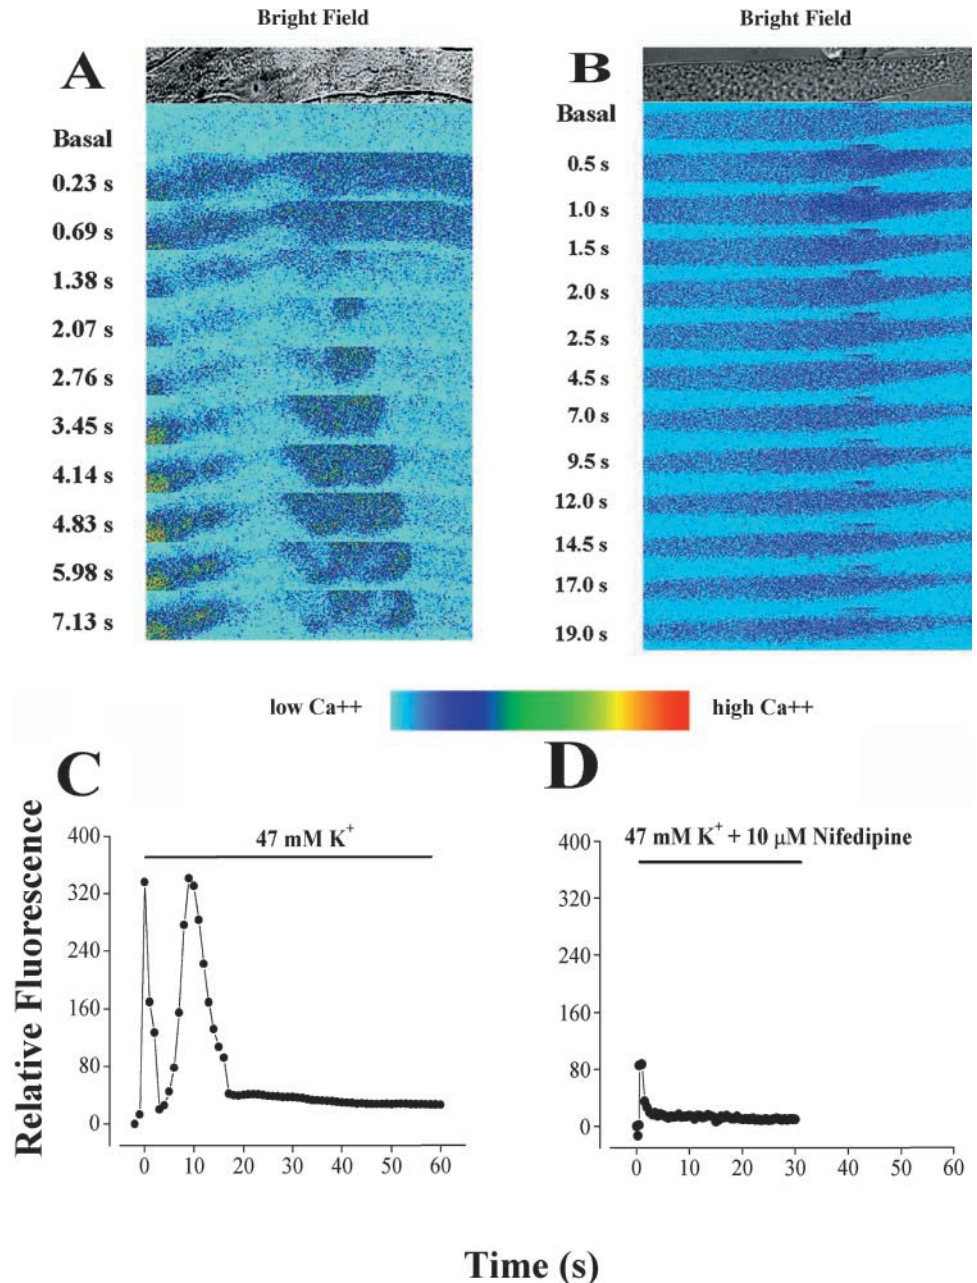 Bright Field
A
Basal
0.23 s
0.69 s
1.38 s
2.07 s
2.76 s
3.45 s
4.14 s
4.83 s
5.98 s
7.13 s
Bright Field
B
Basal
0.5 s
1.0 s
1.5 s
2.0 s
2.5 s
4.5 s
7.0 s
9.5 s
12.0 s
14.5 s
17.0 s
19.0 s
low Ca++
high Ca++
C
47 mM K+
Relative Fluorescence
400
320
240
160
80
0
0 10 20 30 40 50 60
D
47 mM K+ + 10 μM Nifedipine
400
320
240
160
80
0
0 10 20 30 40 50 60
Time (s)